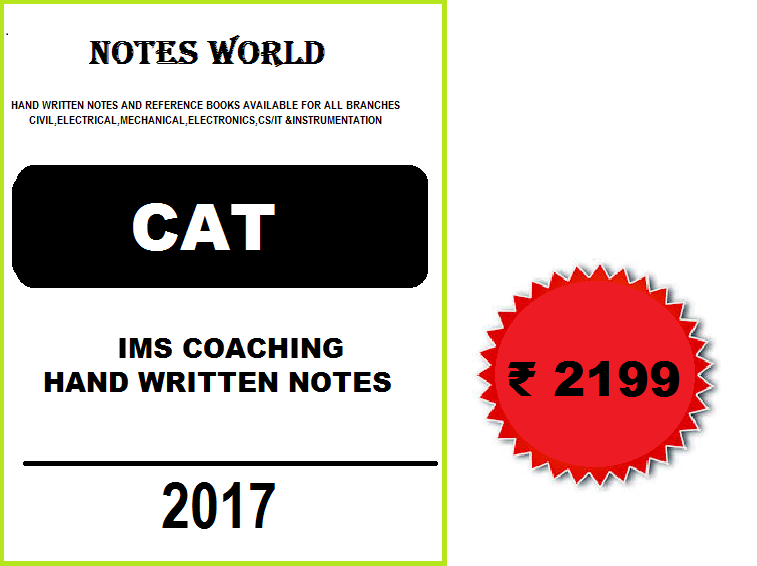 NOTES WORLD
HAND WRITTEN NOTES AND REFERENCE BOOKS AVAILABLE FOR ALL BRANCHES
CIVIL,ELECTRICAL,MECHANICAL,ELECTRONICS,CS/IT &INSTRUMENTATION
CAT
IMS COACHING
HAND WRITTEN NOTES
2017
₹ 2199